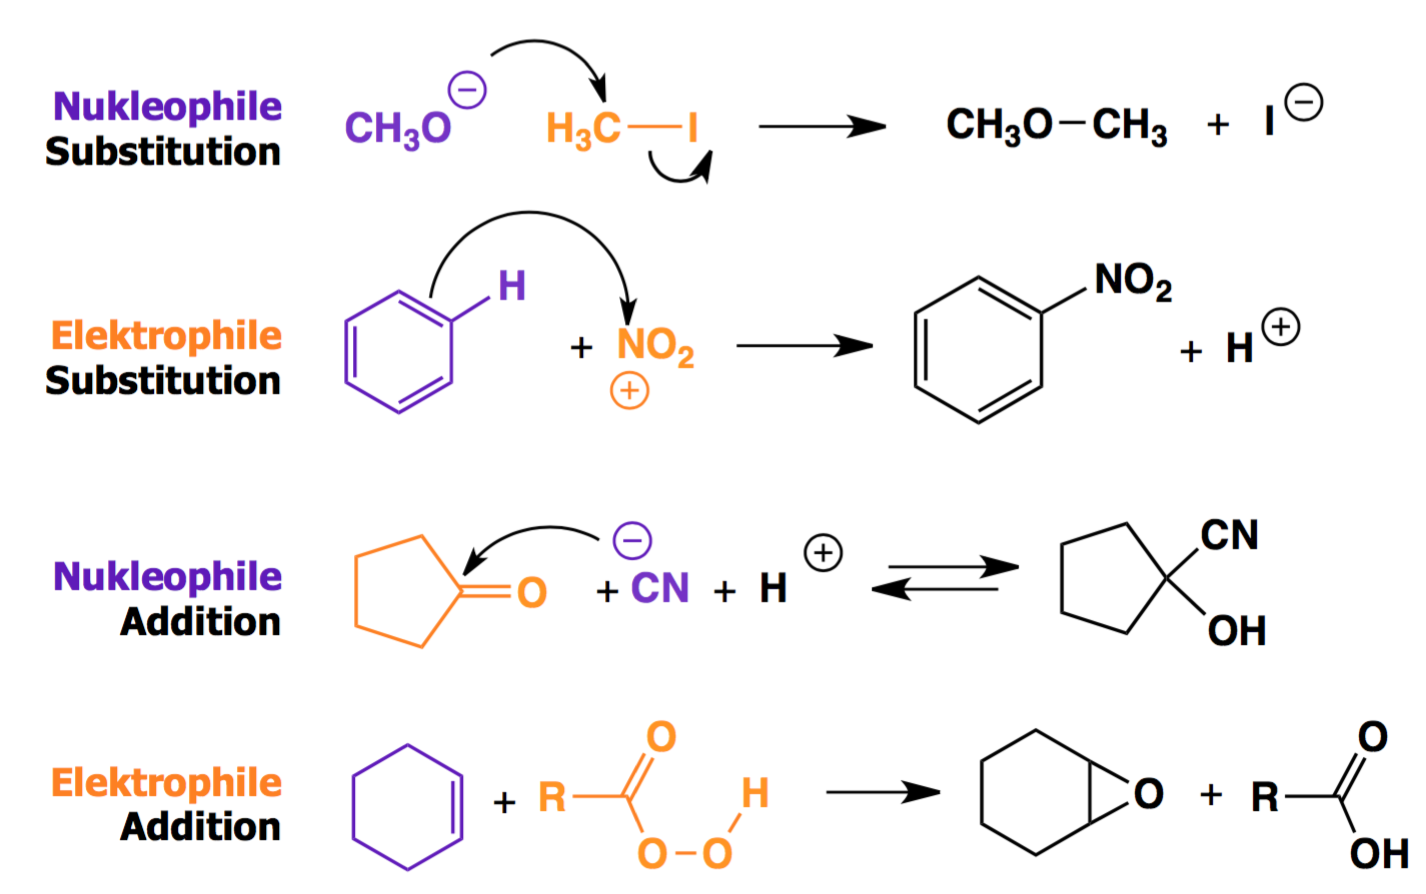 Nukleophile
Substitution
CH₃O⊖ H₃C—I CH₃O—CH₃ + I⊖
Elektrophile
Substitution
H + NO₂ ⊕ NO₂ + H⊕
Nukleophile
Addition
O + ⊖CN + H⊕ CN OH
Elektrophile
Addition
+ R O O–O H O + R O OH